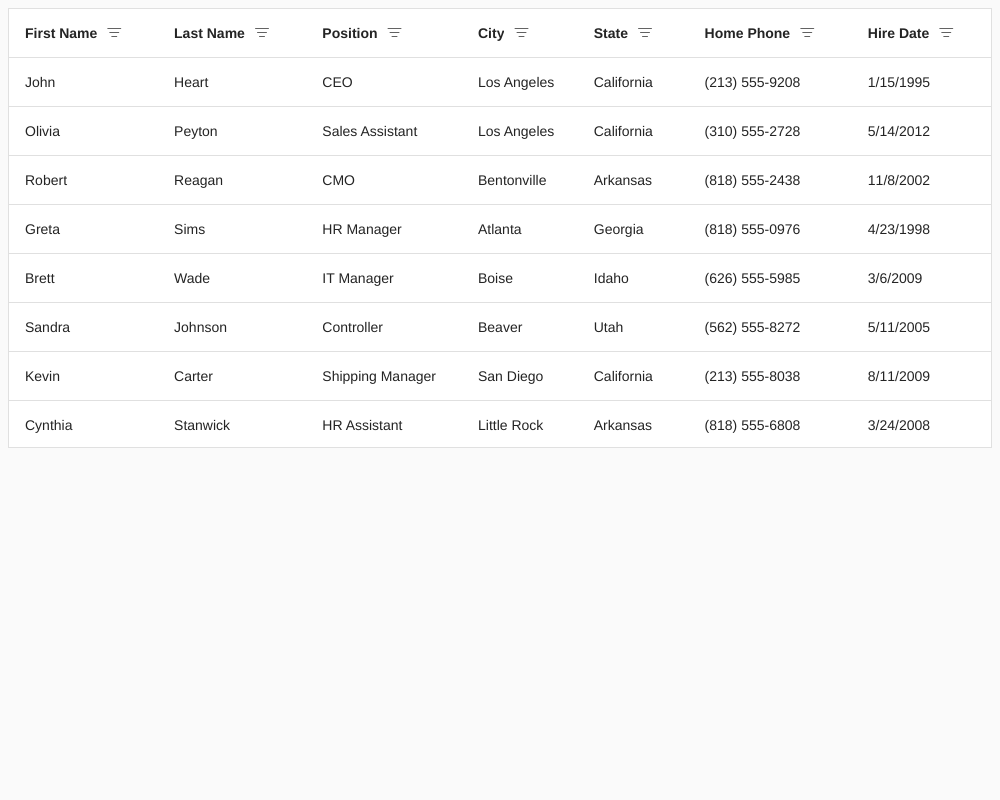 First Name Last Name Position City State Home Phone Hire Date
John Heart CEO Los Angeles California (213) 555-9208 1/15/1995
Olivia Peyton Sales Assistant Los Angeles California (310) 555-2728 5/14/2012
Robert Reagan CMO Bentonville Arkansas (818) 555-2438 11/8/2002
Greta Sims HR Manager Atlanta Georgia (818) 555-0976 4/23/1998
Brett Wade IT Manager Boise Idaho (626) 555-5985 3/6/2009
Sandra Johnson Controller Beaver Utah (562) 555-8272 5/11/2005
Kevin Carter Shipping Manager San Diego California (213) 555-8038 8/11/2009
Cynthia Stanwick HR Assistant Little Rock Arkansas (818) 555-6808 3/24/2008